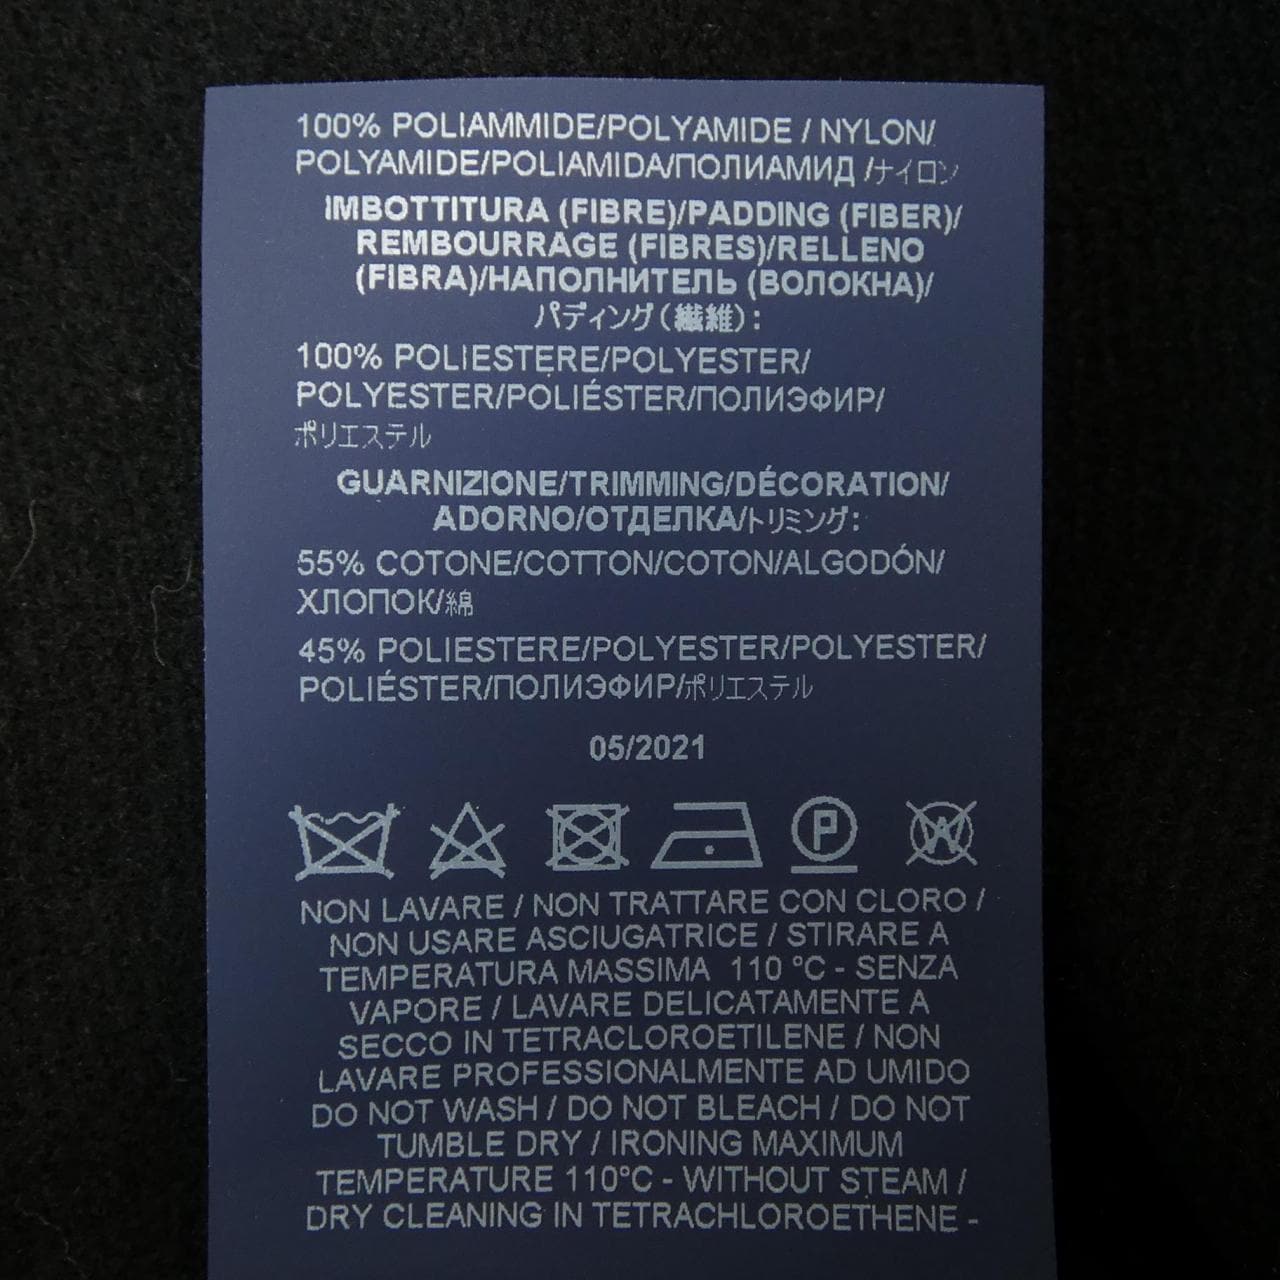 100% POLIAMMIDE/POLYAMIDE / NYLON/
POLYAMIDE/POLIAMIDA/ПОЛИАМИД /ナイロン
IMBOTTITURA (FIBRE)/PADDING (FIBER)/
REMBOURRAGE (FIBRES)/RELLENO
(FIBRA)/НАПОЛНИТЕЛЬ (ВОЛОКНА)/
パディング(繊維):
100% POLIESTERE/POLYESTER/
POLYESTER/POLIÉSTER/ПОЛИЭФИР/
ポリエステル
GUARNIZIONE/TRIMMING/DÉCORATION/
ADORNO/ОТДЕЛКА/トリミング:
55% COTONE/COTTON/COTON/ALGODÓN/
ХЛОПОК/綿
45% POLIESTERE/POLYESTER/POLYESTER/
POLIÉSTER/ПОЛИЭФИР/ポリエステル
05/2021
P W
NON LAVARE / NON TRATTARE CON CLORO /
NON USARE ASCIUGATRICE / STIRARE A
TEMPERATURA MASSIMA 110 °C - SENZA
VAPORE / LAVARE DELICATAMENTE A
SECCO IN TETRACLOROETILENE / NON
LAVARE PROFESSIONALMENTE AD UMIDO
DO NOT WASH / DO NOT BLEACH / DO NOT
TUMBLE DRY / IRONING MAXIMUM
TEMPERATURE 110°C - WITHOUT STEAM /
DRY CLEANING IN TETRACHLOROETHENE -